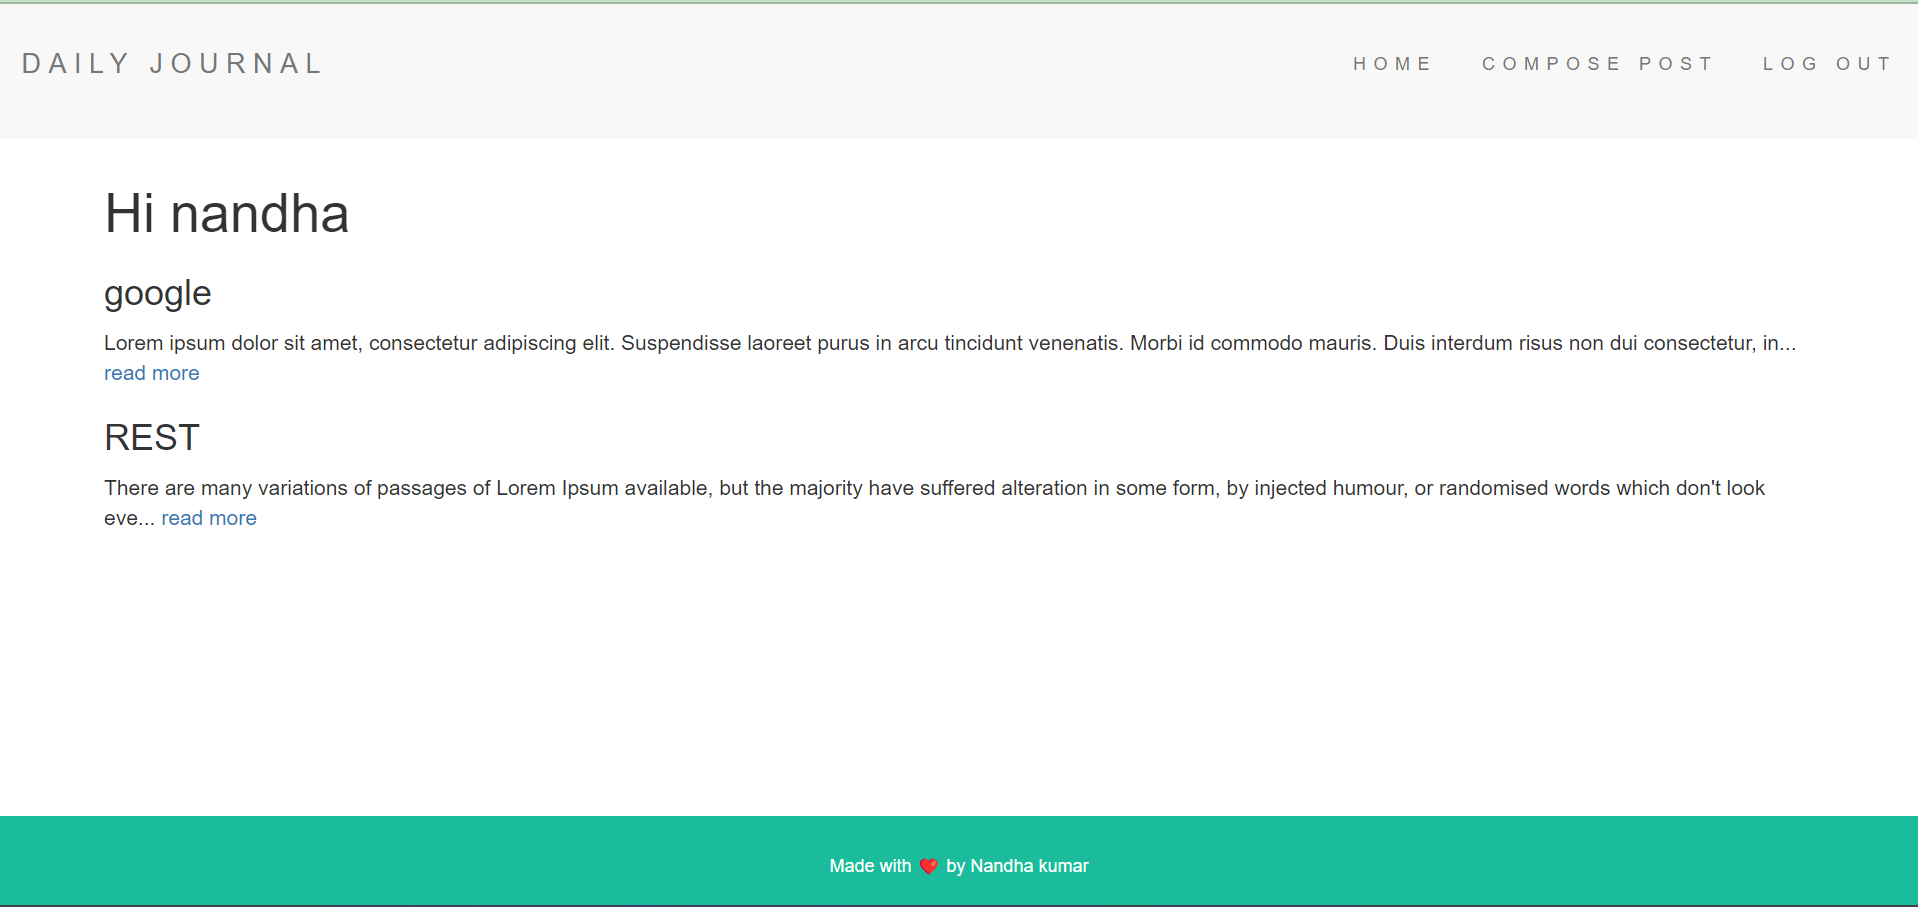 DAILY JOURNAL
HOME COMPOSE POST LOG OUT
Hi nandha
google
Lorem ipsum dolor sit amet, consectetur adipiscing elit. Suspendisse laoreet purus in arcu tincidunt venenatis. Morbi id commodo mauris. Duis interdum risus non dui consectetur, in...
read more
REST
There are many variations of passages of Lorem Ipsum available, but the majority have suffered alteration in some form, by injected humour, or randomised words which don't look
eve... read more
Made with ❤️ by Nandha kumar